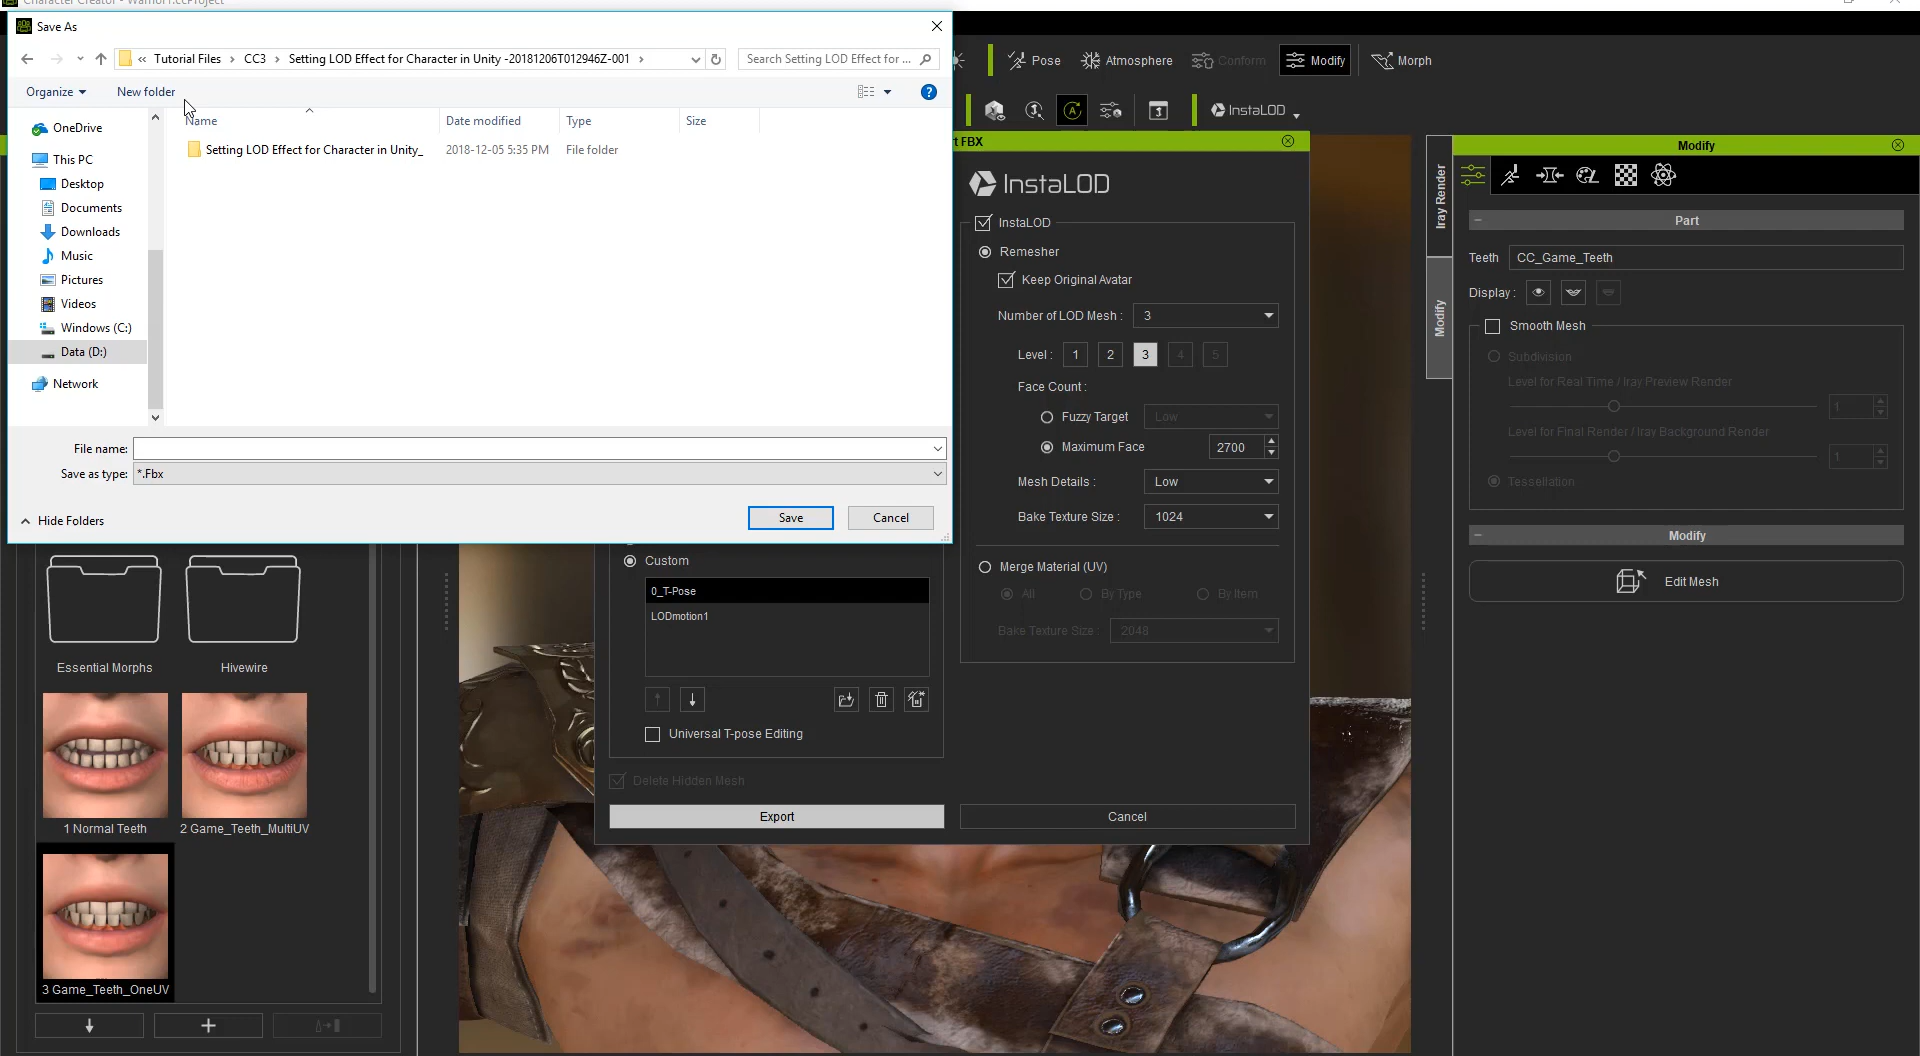 Character Creator - Warrior1.ccProject
Save As
« Tutorial Files > CC3 > Setting LOD Effect for Character in Unity -20181206T012946Z-001 >
Search Setting LOD Effect for ...
Organize
New folder
Name
Date modified
Type
Size
Setting LOD Effect for Character in Unity_
2018-12-05 5:35 PM
File folder
OneDrive
This PC
Desktop
Documents
Downloads
Music
Pictures
Videos
Windows (C:)
Data (D:)
Network
File name:
Save as type: *.Fbx
Hide Folders
Save
Cancel
Pose
Atmosphere
Conform
Modify
Morph
InstaLOD
rt FBX
InstaLOD
InstaLOD
Remesher
Keep Original Avatar
Number of LOD Mesh : 3
Level : 1 2 3 4 5
Face Count :
Fuzzy Target Low
Maximum Face 2700
Mesh Details : Low
Bake Texture Size : 1024
Merge Material (UV)
All By Type By Item
Bake Texture Size 2048
Custom
0_T-Pose
LODmotion1
Universal T-pose Editing
Delete Hidden Mesh
Export
Cancel
Essential Morphs
Hivewire
1 Normal Teeth
2 Game_Teeth_MultiUV
3 Game_Teeth_OneUV
Iray Render
Modify
Modify
Part
Teeth CC_Game_Teeth
Display :
Smooth Mesh
Subdivision
Level for Real Time / Iray Preview Render
1
Level for Final Render / Iray Background Render
1
Tessellation
Modify
Edit Mesh